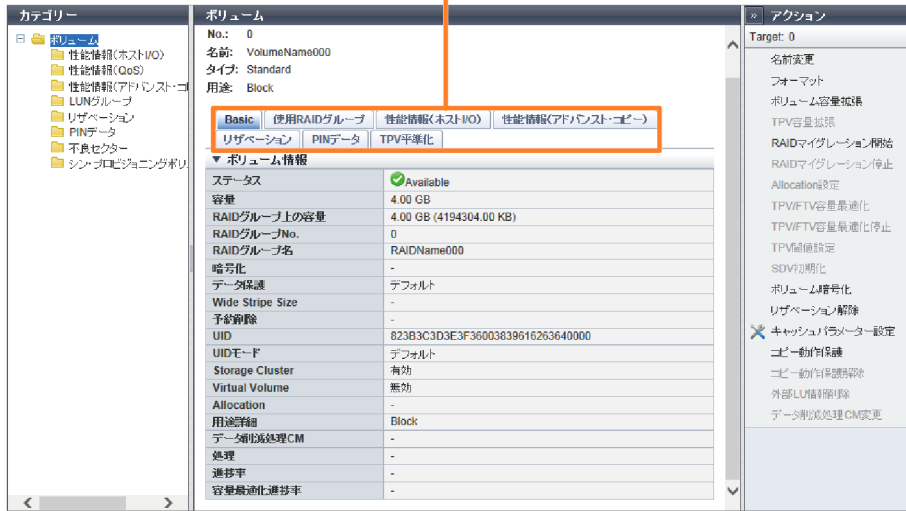 カテゴリー
ボリューム
性能情報(ホストI/O)
性能情報(QoS)
性能情報(アドバンスト・コピ
LUNグループ
リザベーション
PINデータ
不良セクター
シン・プロビジョニングボリ
ボリューム
No.: 0
名前: VolumeName000
タイプ: Standard
用途: Block
Basic 使用RAIDグループ 性能情報(ホストI/O) 性能情報(アドバンスト・コピー)
リザベーション PINデータ TPV平準化
▼ ボリューム情報
ステータス Available
容量 4.00 GB
RAIDグループ上の容量 4.00 GB (4194304.00 KB)
RAIDグループNo. 0
RAIDグループ名 RAIDName000
暗号化 -
データ保護 デフォルト
Wide Stripe Size -
予約削除 -
UID 823B3C3D3E3F36003839616263640000
UIDモード デフォルト
Storage Cluster 有効
Virtual Volume 無効
Allocation -
用途詳細 Block
データ削減処理CM -
処理 -
進捗率 -
容量最適化進捗率 -
» アクション
Target: 0
名前変更
フォーマット
ボリューム容量拡張
TPV容量拡張
RAIDマイグレーション開始
RAIDマイグレーション停止
Allocation設定
TPV/FTV容量最適化
TPV/FTV容量最適化停止
TPV閾値設定
SDV初期化
ボリューム暗号化
リザベーション解除
キャッシュパラメーター設定
コピー動作保護
コピー動作保護解除
外部LU情報削除
データ削減処理CM変更